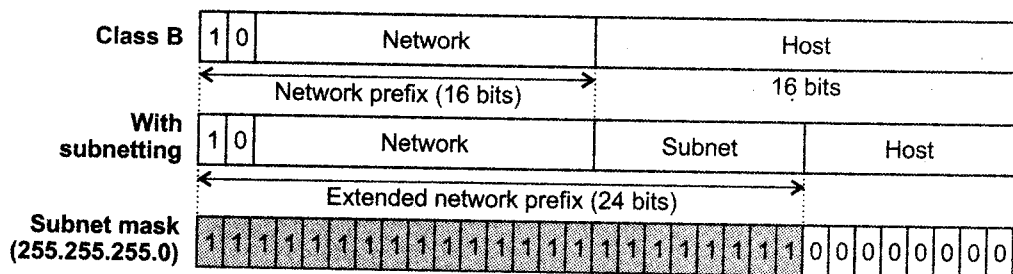 Class B 1 0 Network Host
Network prefix (16 bits) 16 bits
With subnetting 1 0 Network Subnet Host
Extended network prefix (24 bits)
Subnet mask (255.255.255.0) 1 1 1 1 1 1 1 1 1 1 1 1 1 1 1 1 1 1 1 1 1 1 1 1 0 0 0 0 0 0 0 0